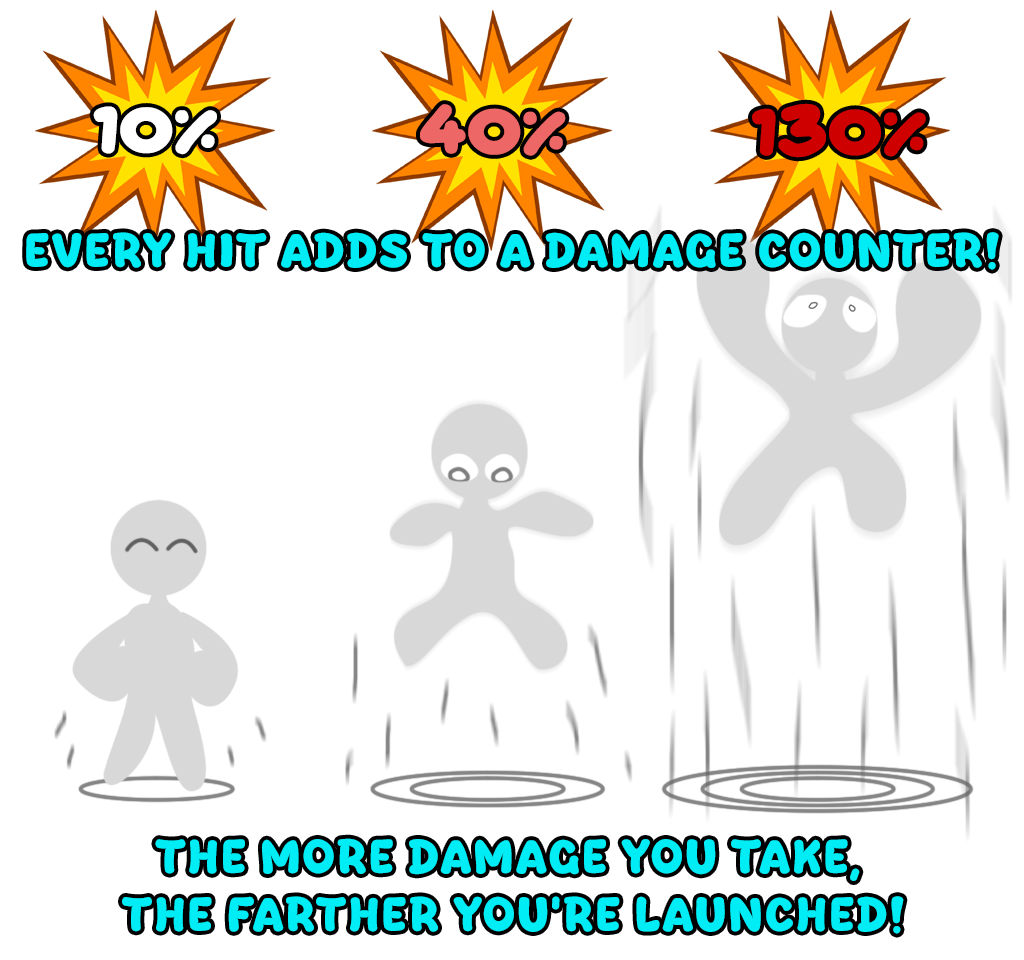 10% 40% 130%
EVERY HIT ADDS TO A DAMAGE COUNTER!
THE MORE DAMAGE YOU TAKE,
THE FARTHER YOU'RE LAUNCHED!